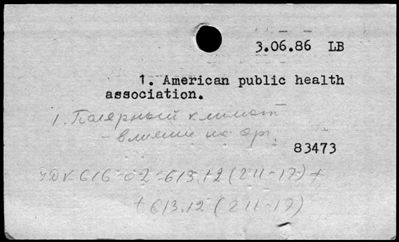 3.06.86 LB
1. American public health
association.
1. Полярный климат
- влияние на орг.
83473
УДК 616-02-613+2(211-17)+
+613.12(211-17)